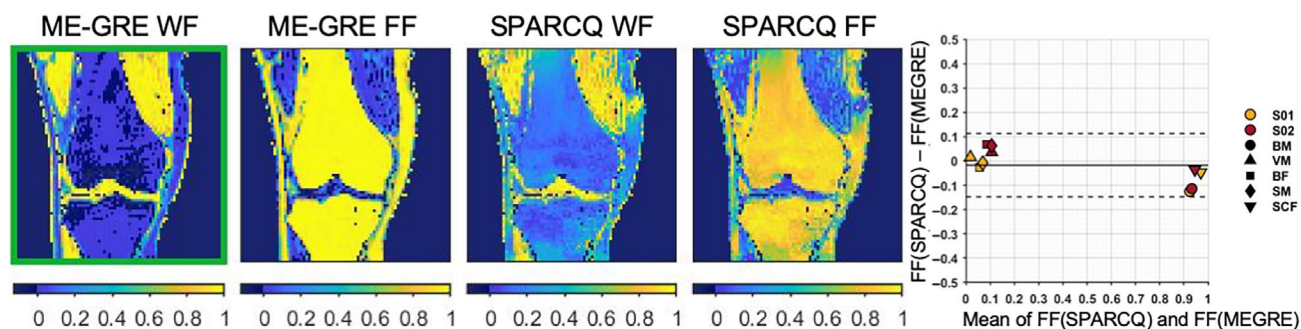 ME-GRE WF
ME-GRE FF
SPARCQ WF
SPARCQ FF
0 0.2 0.4 0.6 0.8 1
0 0.2 0.4 0.6 0.8 1
0 0.2 0.4 0.6 0.8 1
0 0.2 0.4 0.6 0.8 1
FF(SPARCQ) − FF(MEGRE)
0.5
0.4
0.3
0.2
0.1
0
−0.1
−0.2
−0.3
−0.4
−0.5
0 0.1 0.2 0.3 0.4 0.5 0.6 0.7 0.8 0.9 1
Mean of FF(SPARCQ) and FF(MEGRE)
S01
S02
BM
VM
BF
SM
SCF